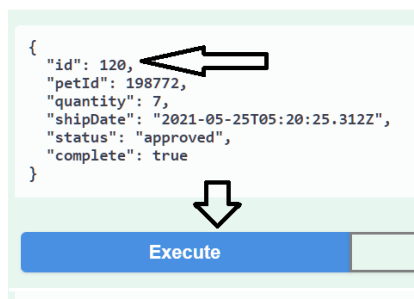 {
"id": 120,
"petId": 198772,
"quantity": 7,
"shipDate": "2021-05-25T05:20:25.312Z",
"status": "approved",
"complete": true
}
Execute